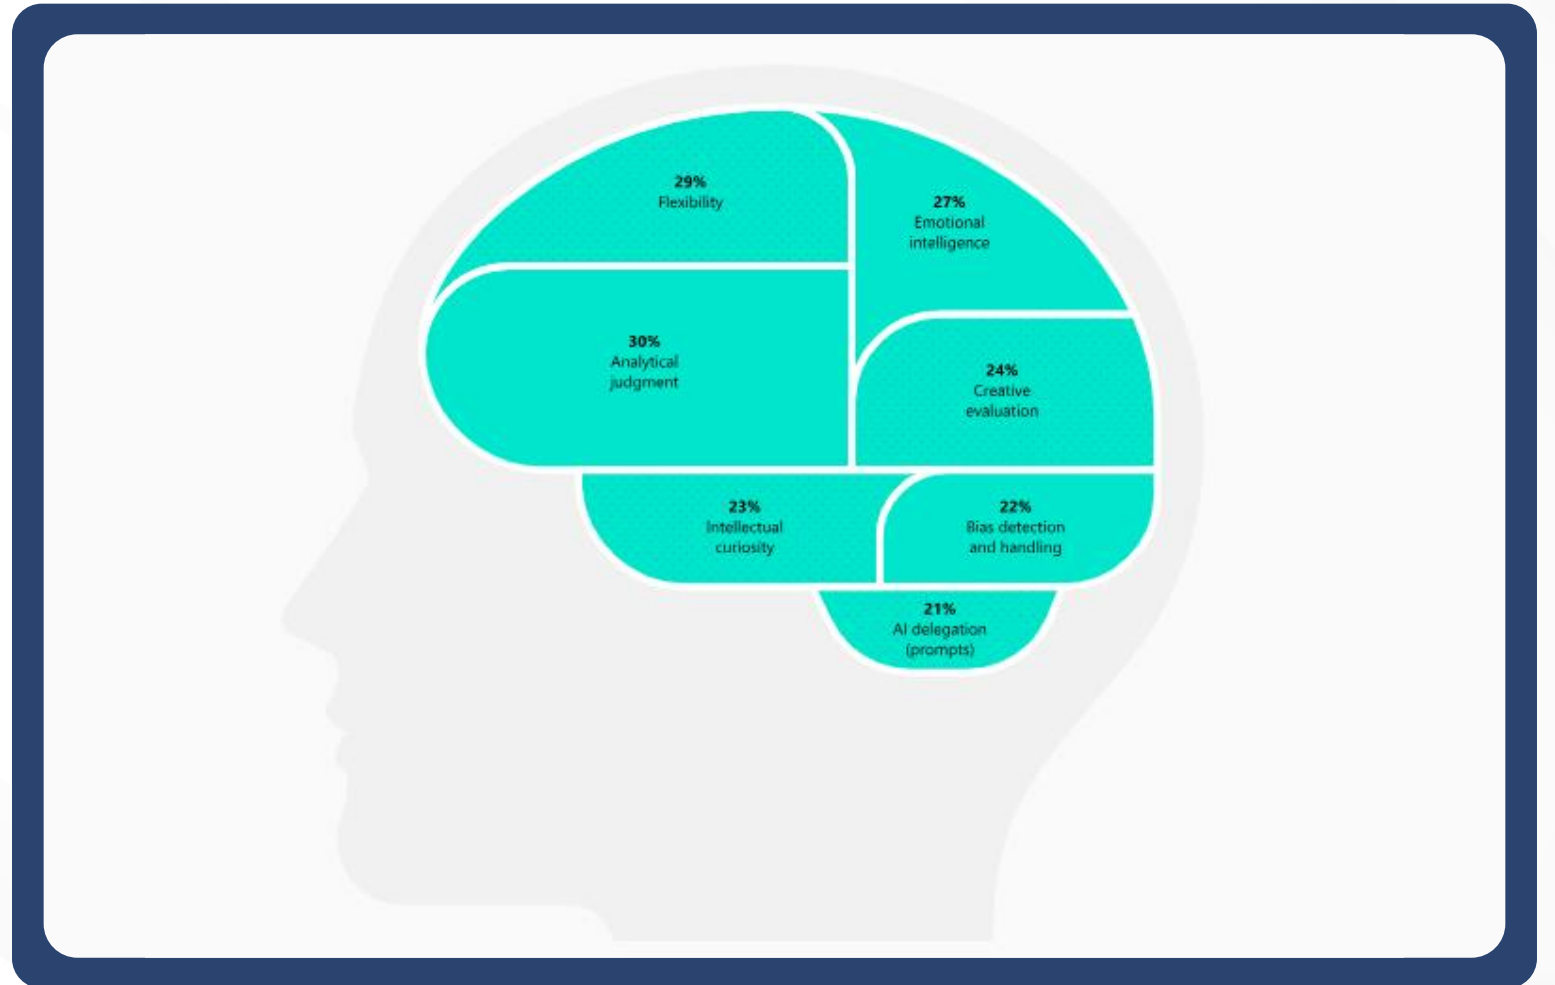 29%
Flexibility
27%
Emotional
intelligence
30%
Analytical
judgment
24%
Creative
evaluation
23%
Intellectual
curiosity
22%
Bias detection
and handling
21%
AI delegation
(prompts)